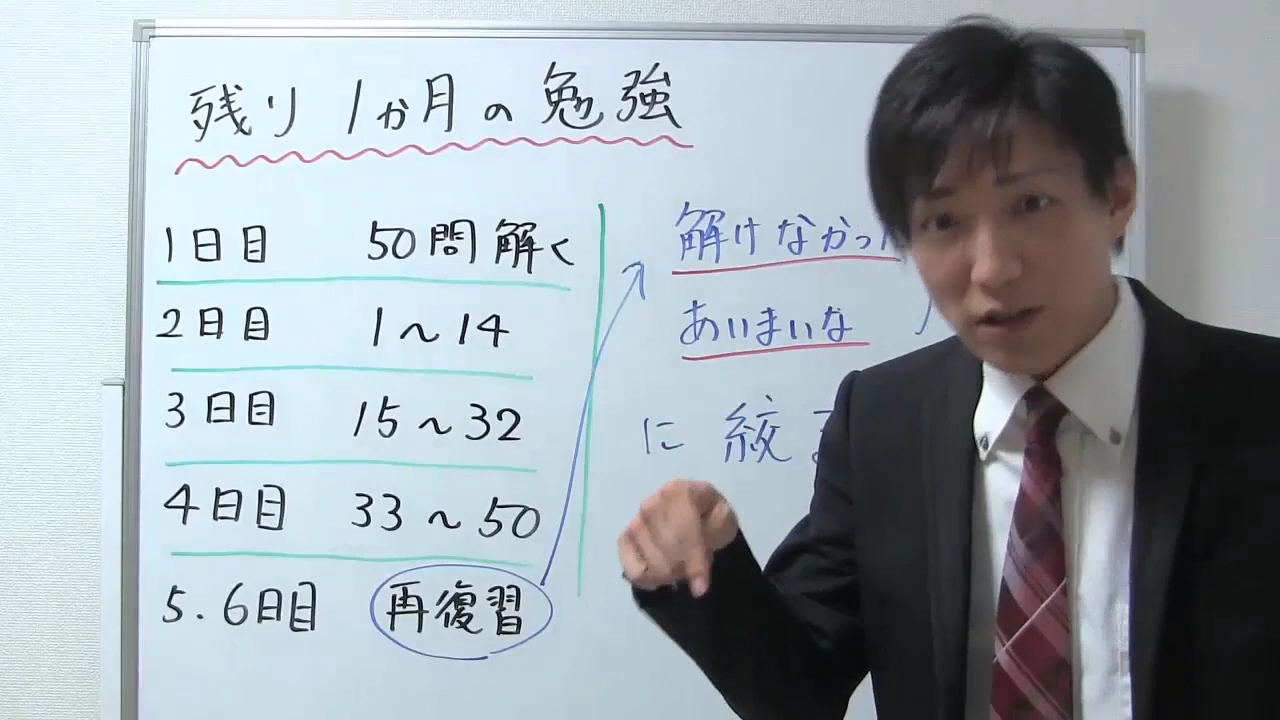 残り1か月の勉強
1日目 50問解く
2日目 1～14
3日目 15～32
4日目 33～50
5.6日目 再復習
解けなかっ
あいまいな
に絞